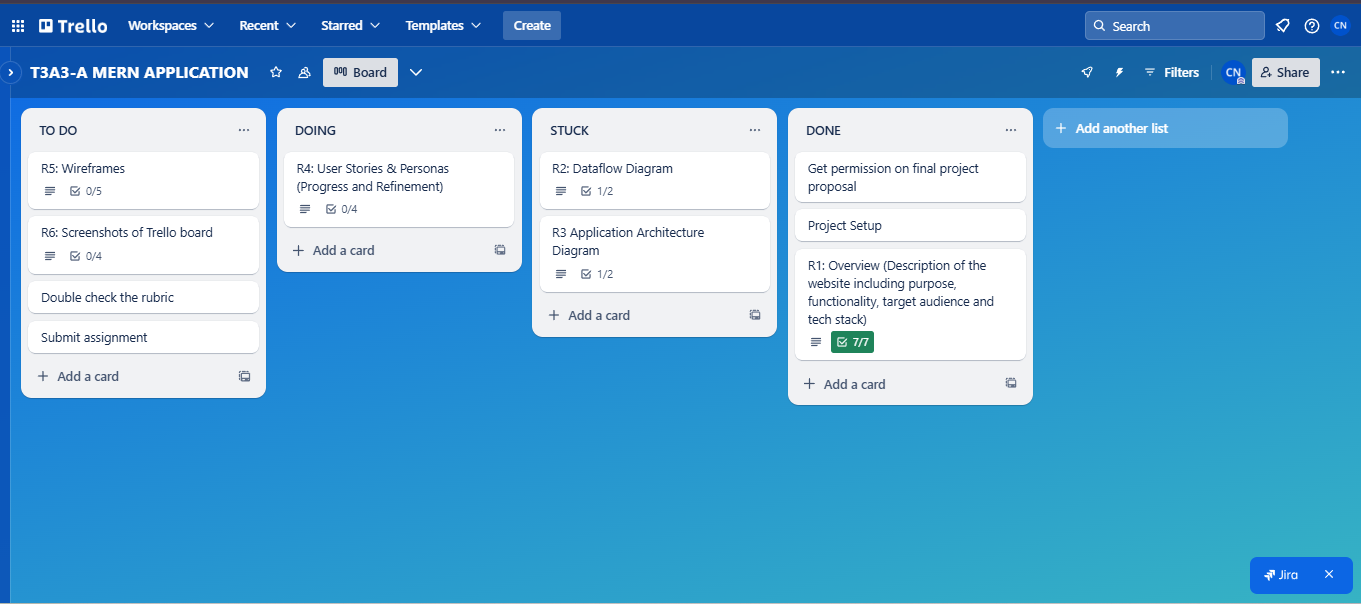 Trello
Workspaces
Recent
Starred
Templates
Create
Search
CN
T3A3-A MERN APPLICATION
Board
Filters
CN
Share
TO DO
R5: Wireframes
0/5
R6: Screenshots of Trello board
0/4
Double check the rubric
Submit assignment
Add a card
DOING
R4: User Stories & Personas
(Progress and Refinement)
0/4
Add a card
STUCK
R2: Dataflow Diagram
1/2
R3 Application Architecture
Diagram
1/2
Add a card
DONE
Get permission on final project
proposal
Project Setup
R1: Overview (Description of the
website including purpose,
functionality, target audience and
tech stack)
7/7
Add a card
Add another list
Jira